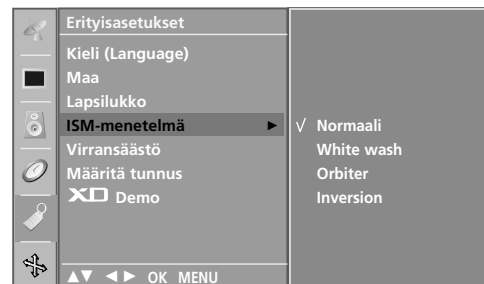 Erityisasetukset
Kieli (Language)
Maa
Lapsilukko
ISM-menetelmä ►
Virransäästö
Määritä tunnus
XD Demo
▲▼ ◄► OK MENU
√ Normaali
White wash
Orbiter
Inversion